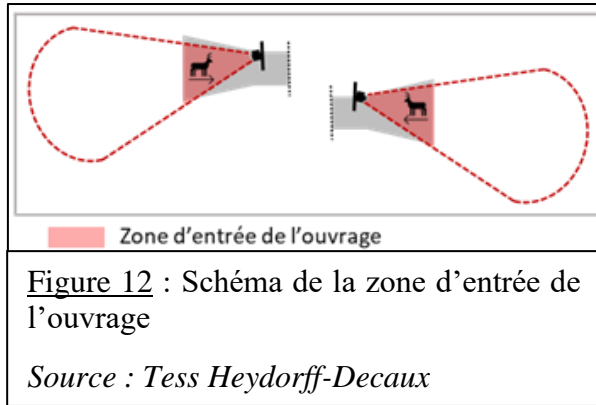 Zone d'entrée de l'ouvrage
Figure 12 : Schéma de la zone d'entrée de
l'ouvrage
Source : Tess Heydorff-Decaux